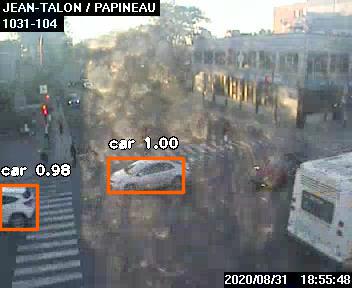 JEAN-TALON / PAPINEAU
1031-104
car 1.00
car 0.98
2020/08/31 18:55:48